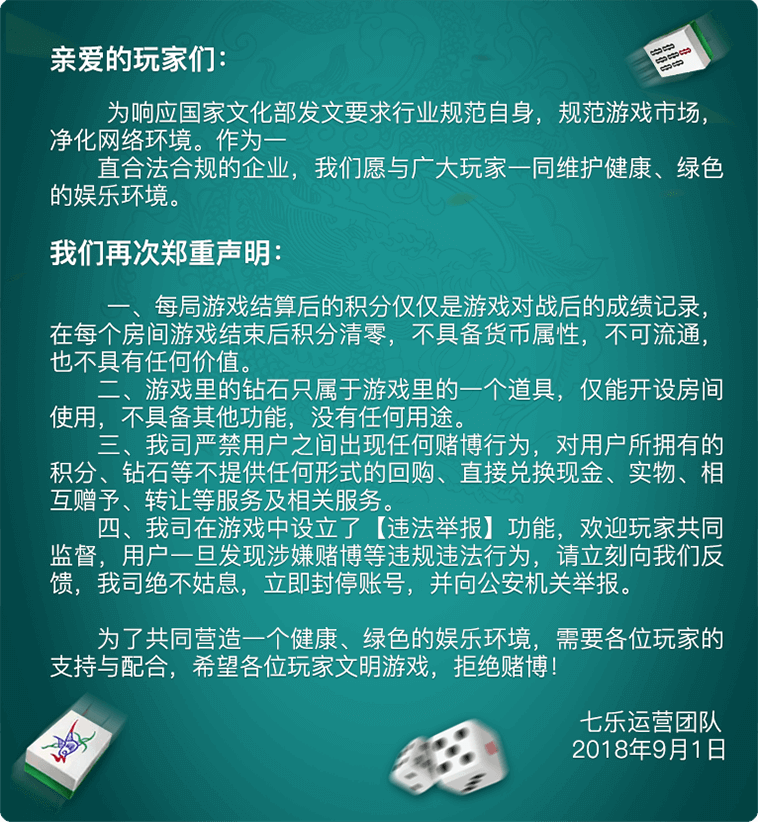 亲爱的玩家们：
为响应国家文化部发文要求行业规范自身，规范游戏市场，
净化网络环境。作为一
直合法合规的企业，我们愿与广大玩家一同维护健康、绿色
的娱乐环境。
我们再次郑重声明：
一、每局游戏结算后的积分仅仅是游戏对战后的成绩记录，
在每个房间游戏结束后积分清零，不具备货币属性，不可流通，
也不具有任何价值。
二、游戏里的钻石只属于游戏里的一个道具，仅能开设房间
使用，不具备其他功能，没有任何用途。
三、我司严禁用户之间出现任何赌博行为，对用户所拥有的
积分、钻石等不提供任何形式的回购、直接兑换现金、实物、相
互赠予、转让等服务及相关服务。
四、我司在游戏中设立了【违法举报】功能，欢迎玩家共同
监督，用户一旦发现涉嫌赌博等违规违法行为，请立刻向我们反
馈，我司绝不姑息，立即封停账号，并向公安机关举报。
为了共同营造一个健康、绿色的娱乐环境，需要各位玩家的
支持与配合，希望各位玩家文明游戏，拒绝赌博！
七乐运营团队
2018年9月1日